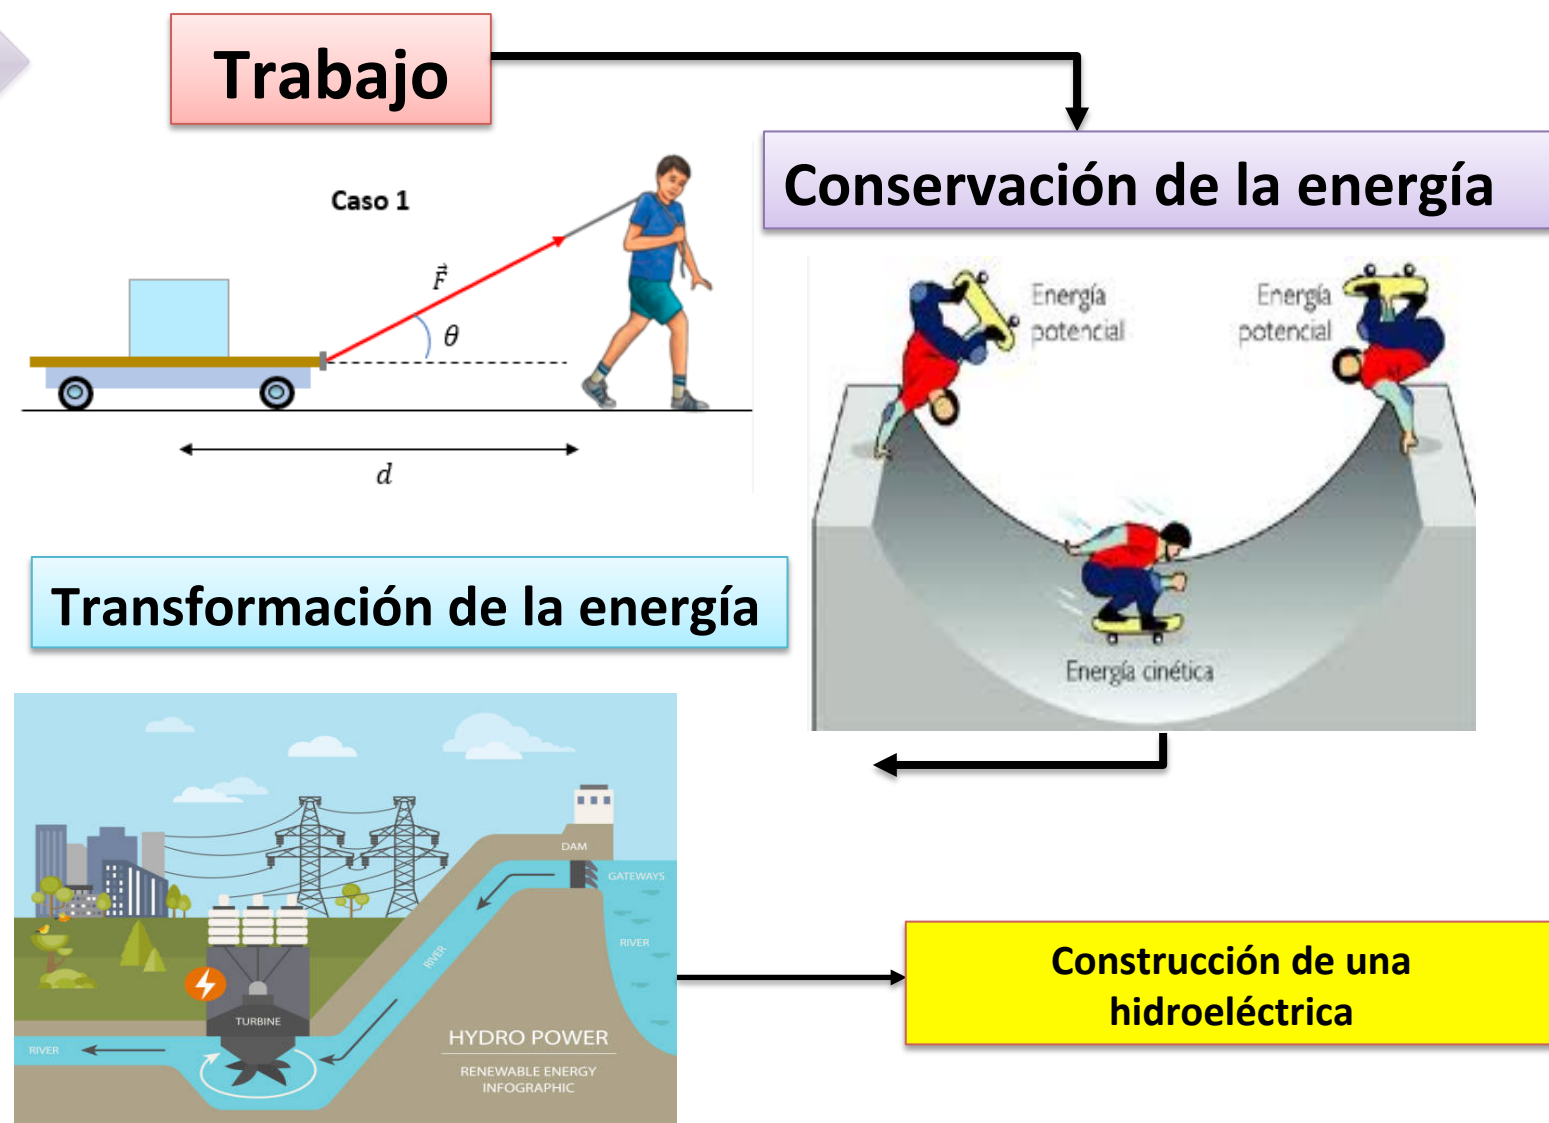 Trabajo
Conservación de la energía
Caso 1
F
θ
d
Energía
potencial
Energía
potencial
Energía cinética
Transformación de la energía
DAM
GATEWAYS
RIVER
RIVER
TURBINE
RIVER
HYDRO POWER
RENEWABLE ENERGY
INFOGRAPHIC
Construcción de una
hidroeléctrica